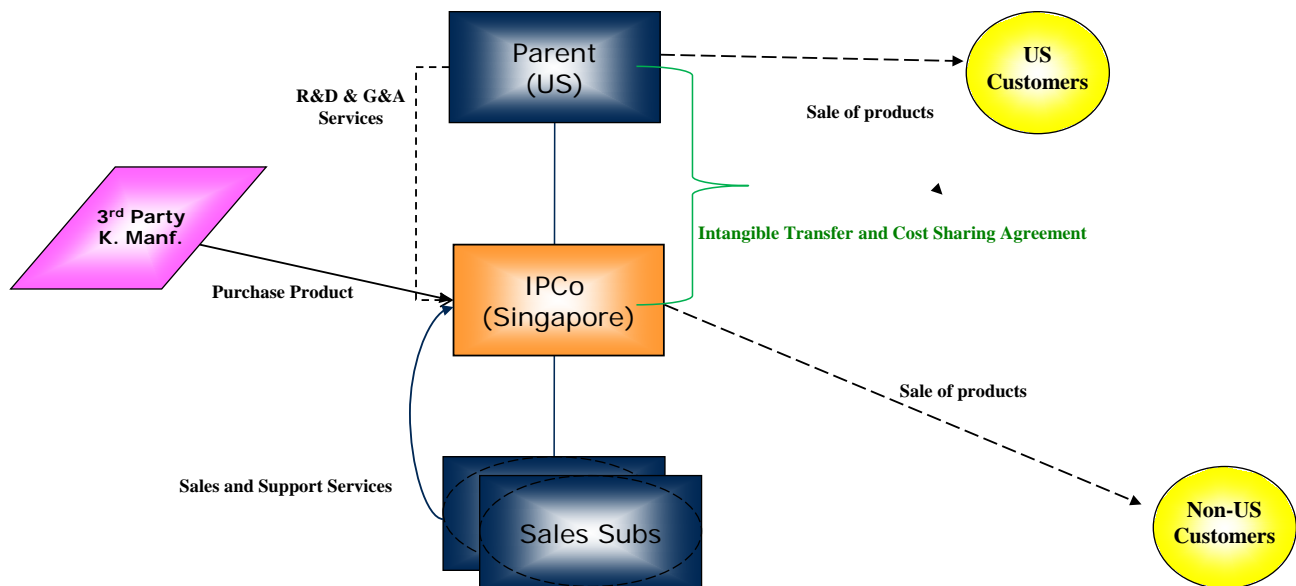 Parent
(US)
US
Customers
R&D & G&A
Services
Sale of products
3rd Party
K. Manf.
Intangible Transfer and Cost Sharing Agreement
Purchase Product
IPCo
(Singapore)
Sale of products
Sales and Support Services
Sales Subs
Non-US
Customers